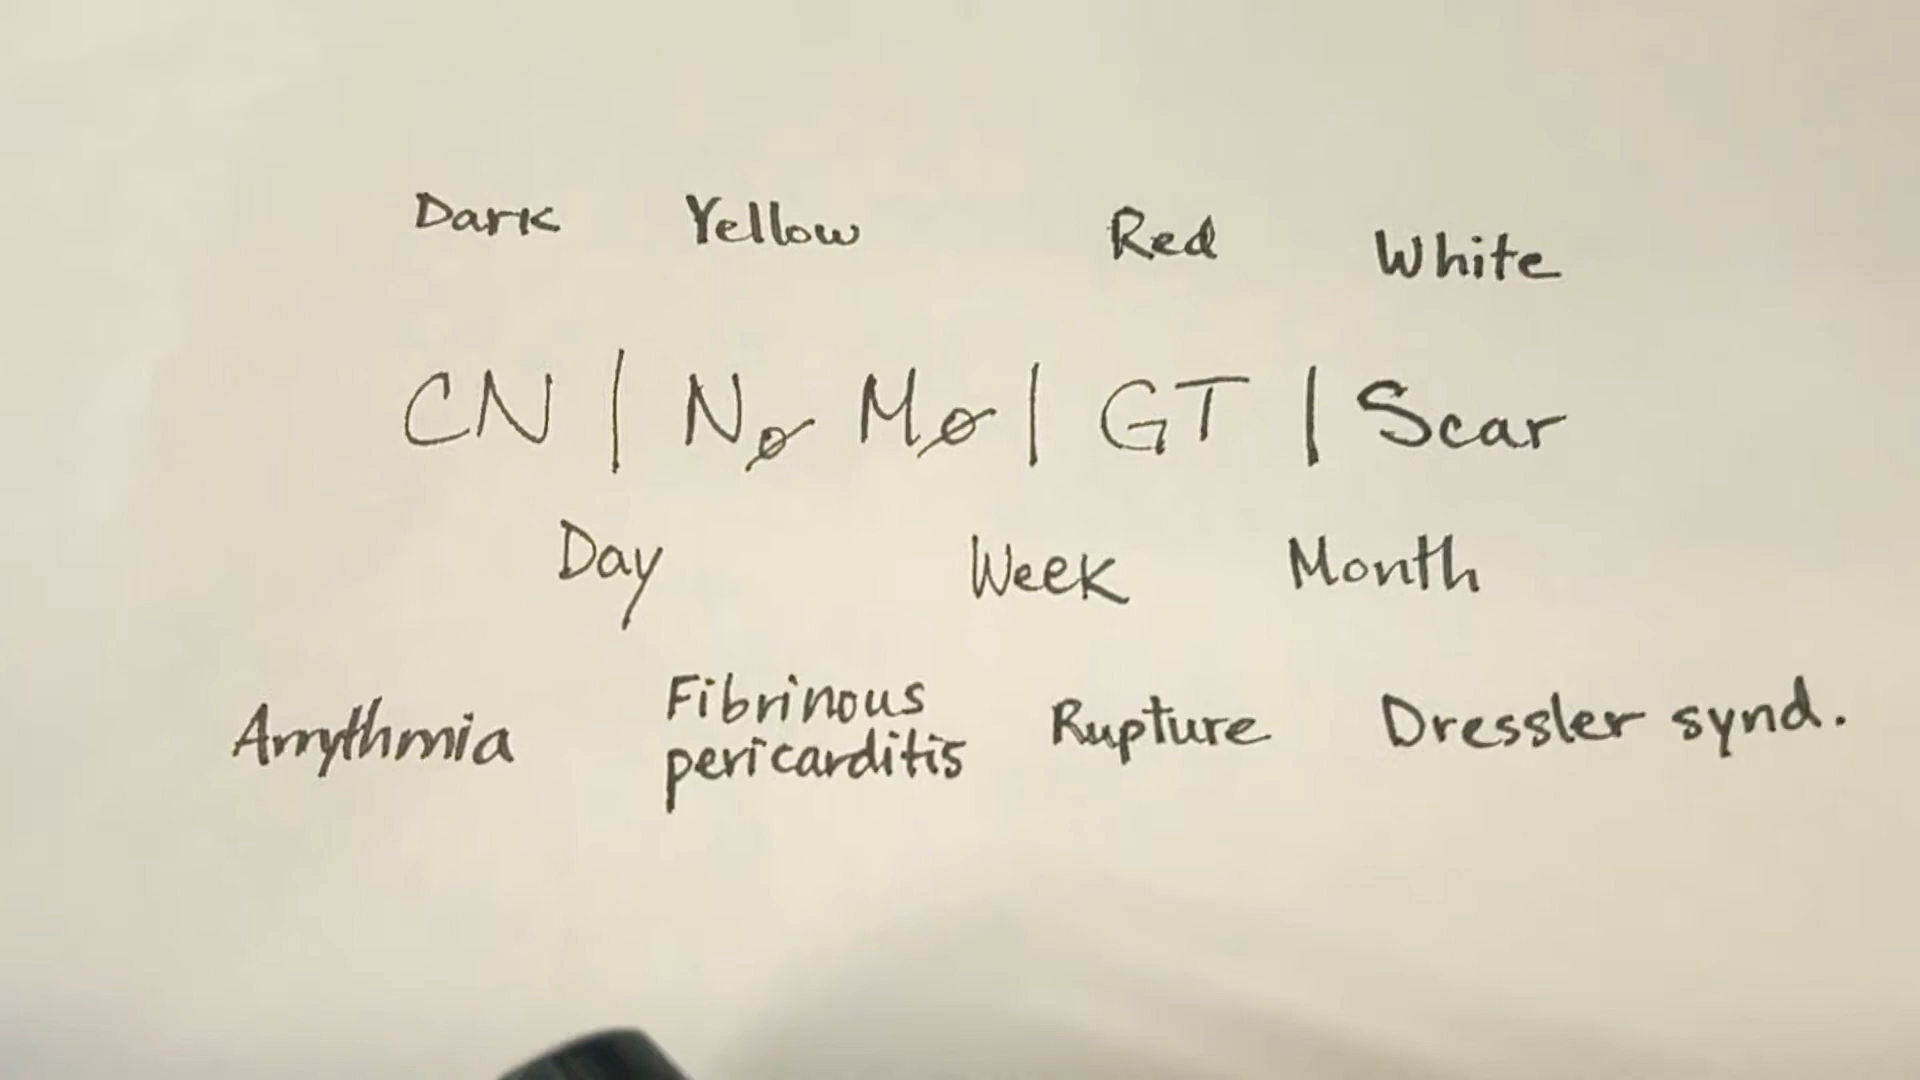 Dark Yellow Red White
CN | Nø Mø | GT | Scar
Day Week Month
Arrythmia Fibrinous pericarditis Rupture Dressler synd.